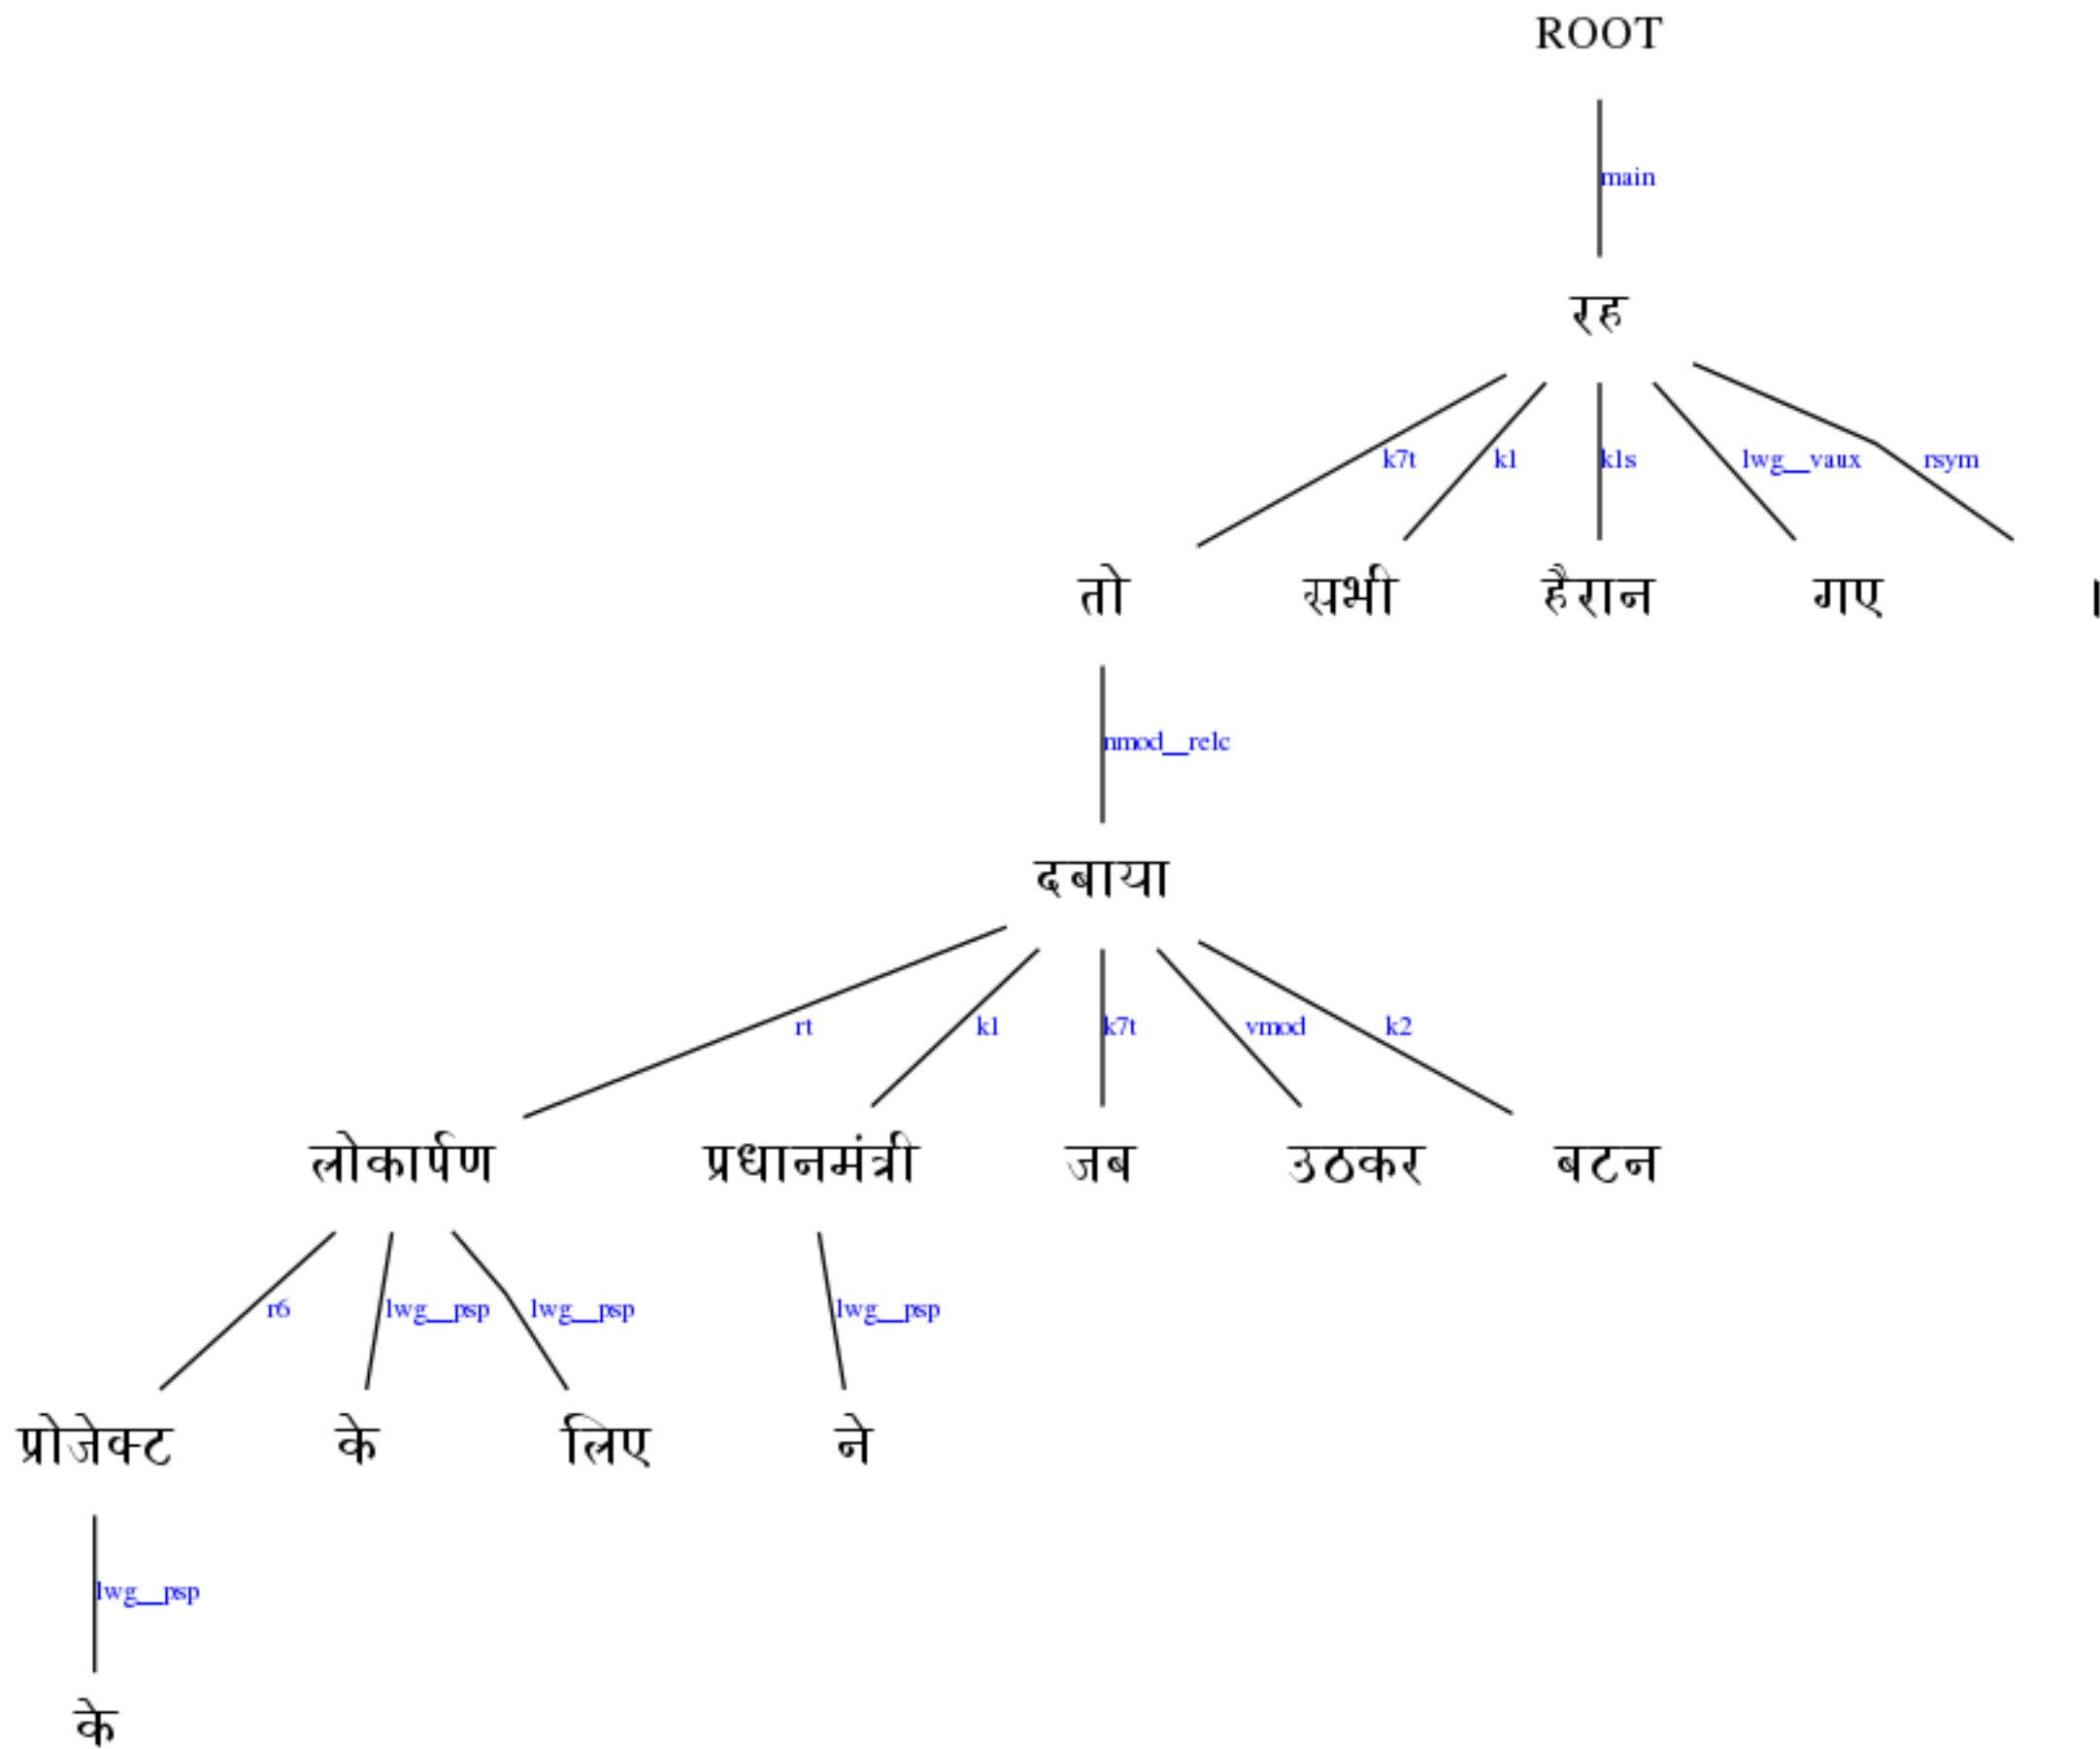 ROOT
main
रह
k7t k1 k1s lwg__vaux rsym
तो सभी हैरान गए ।
nmod__relc
दबाया
rt k1 k7t vmod k2
लोकार्पण प्रधानमंत्री जब उठकर बटन
r6 lwg__psp lwg__psp lwg__psp
प्रोजेक्ट के लिए ने
lwg__psp
के